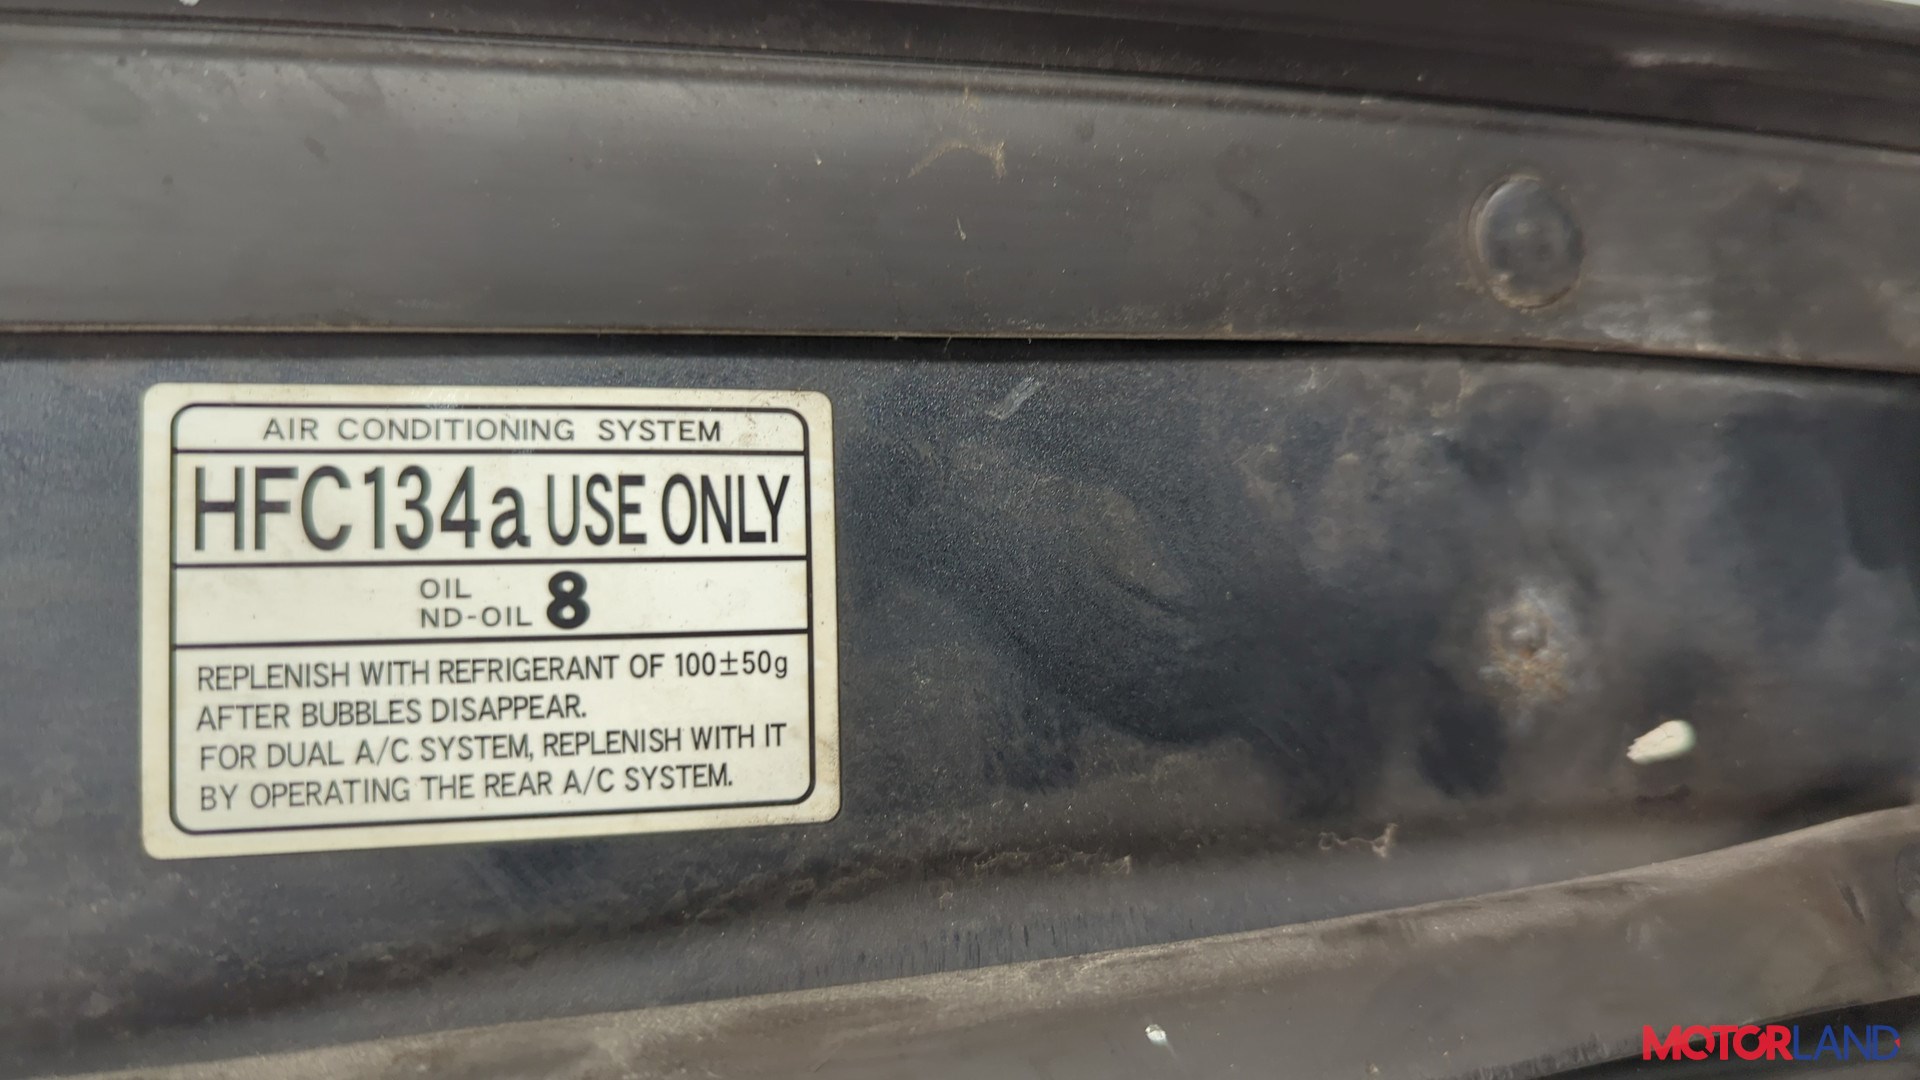 AIR CONDITIONING SYSTEM
HFC134a USE ONLY
OIL
ND-OIL 8
REPLENISH WITH REFRIGERANT OF 100±50g
AFTER BUBBLES DISAPPEAR.
FOR DUAL A/C SYSTEM, REPLENISH WITH IT
BY OPERATING THE REAR A/C SYSTEM.
MOTORLAND